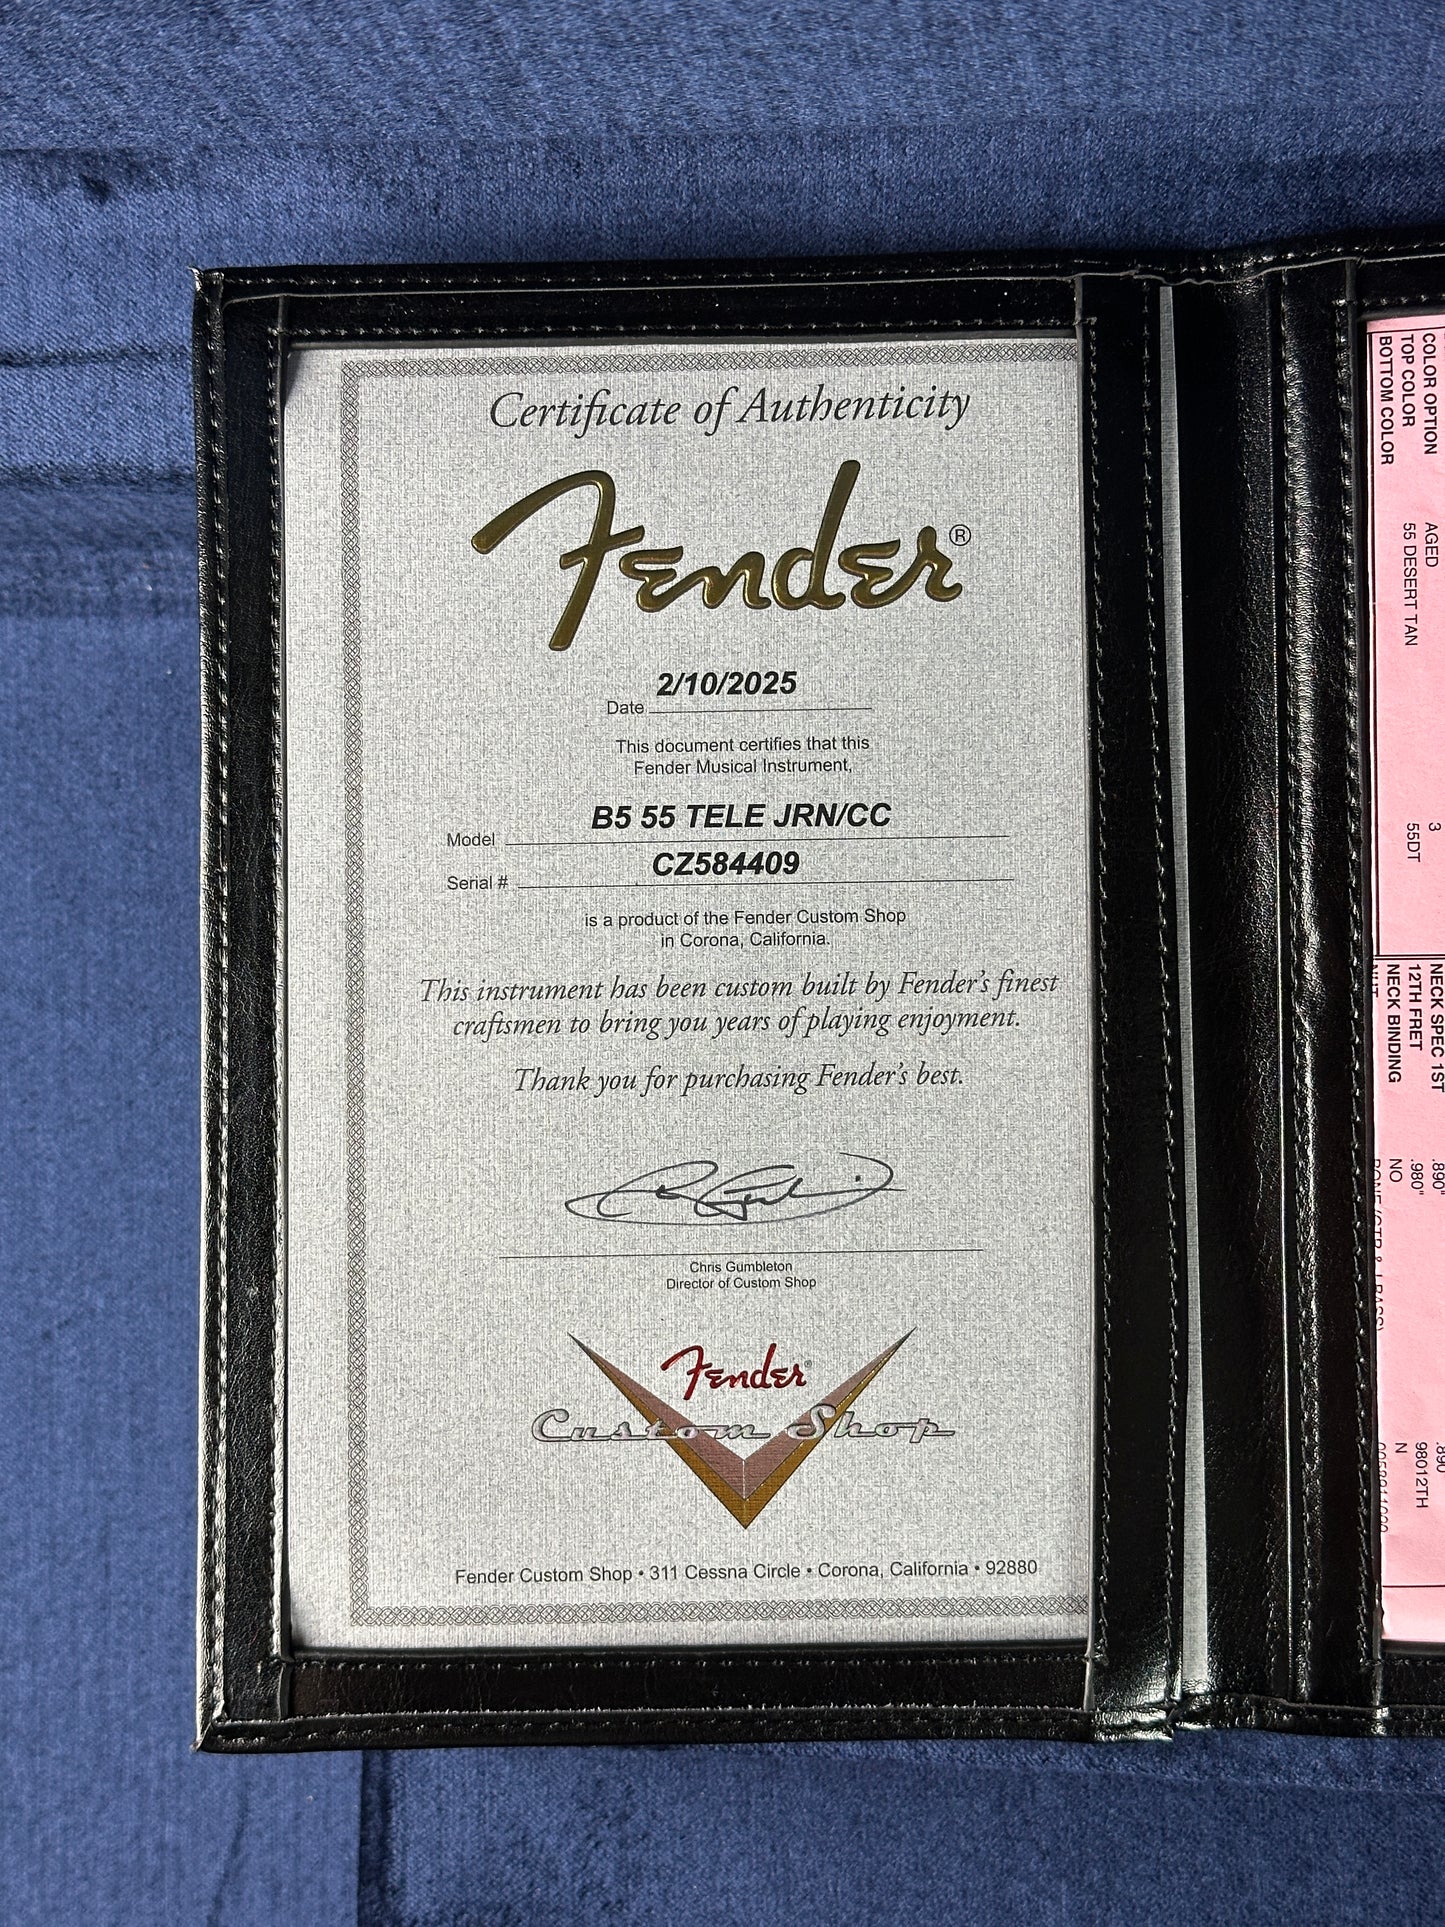 Certificate of Authenticity
Fender®
2/10/2025
Date
This document certifies that this
Fender Musical Instrument,
B5 55 TELE JRN/CC
Model
CZ584409
Serial #
is a product of the Fender Custom Shop
in Corona, California.
This instrument has been custom built by Fender's finest
craftsmen to bring you years of playing enjoyment.
Thank you for purchasing Fender's best.
Chris Gumbleton
Director of Custom Shop
Fender®
Custom Shop
Fender Custom Shop • 311 Cessna Circle • Corona, California • 92880
COLOR OPTION AGED 3
TOP COLOR 55 DESERT TAN 55DT
BOTTOM COLOR
NECK SPEC 1ST .890" .890
12TH FRET .980" 98012TH
NECK BINDING NO N